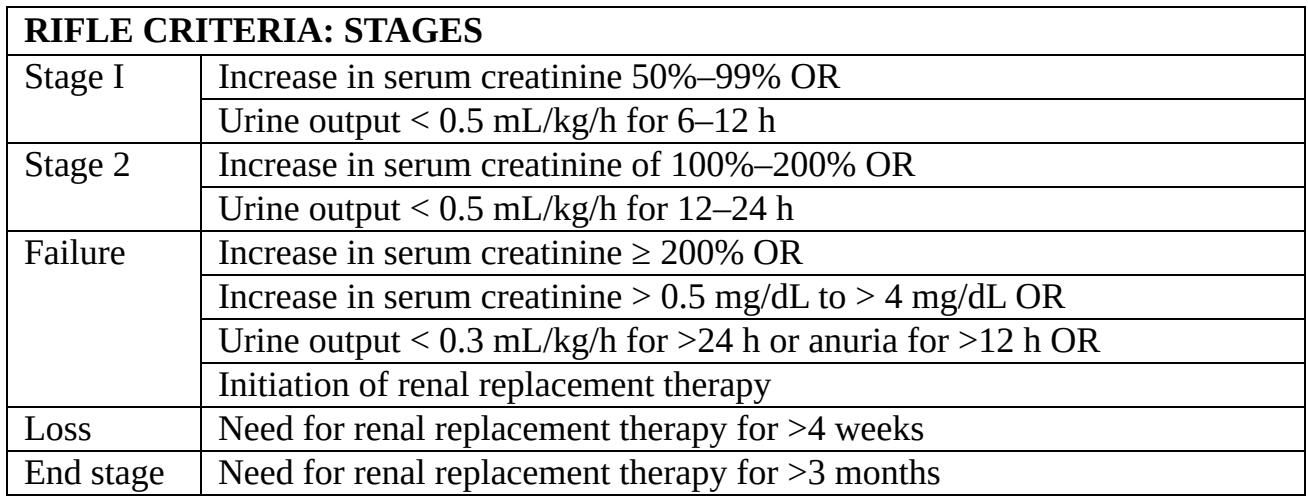 RIFLE CRITERIA: STAGES
Stage I
Increase in serum creatinine 50%–99% OR
Urine output < 0.5 mL/kg/h for 6–12 h
Stage 2
Increase in serum creatinine of 100%–200% OR
Urine output < 0.5 mL/kg/h for 12–24 h
Failure
Increase in serum creatinine ≥ 200% OR
Increase in serum creatinine > 0.5 mg/dL to > 4 mg/dL OR
Urine output < 0.3 mL/kg/h for >24 h or anuria for >12 h OR
Initiation of renal replacement therapy
Loss
Need for renal replacement therapy for >4 weeks
End stage
Need for renal replacement therapy for >3 months